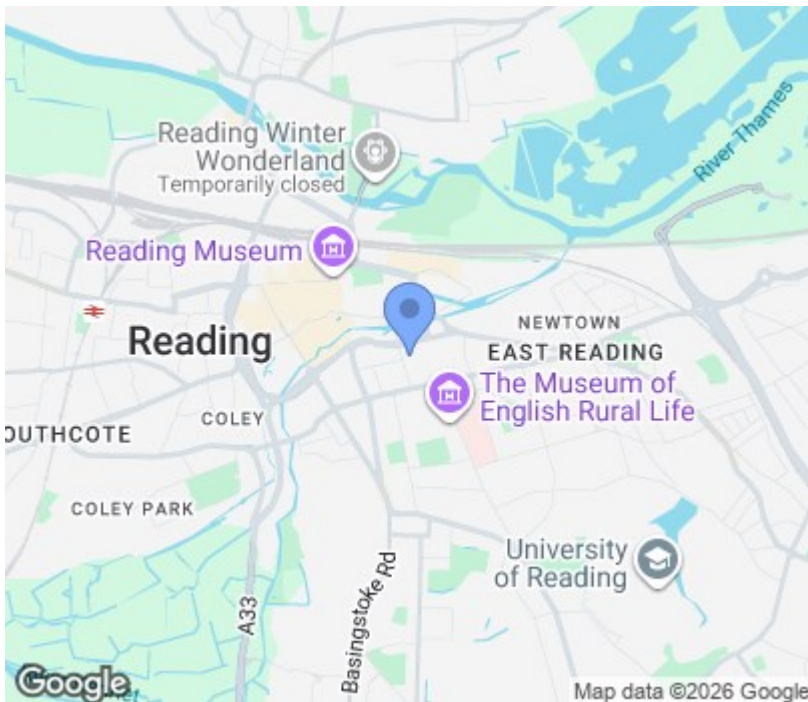 Reading Winter
Wonderland
Temporarily closed
River Thames
Reading Museum
Reading
NEWTOWN
EAST READING
The Museum of
English Rural Life
COLEY
OUTHCOTE
COLEY PARK
University
of Reading
A33
Basingstoke Rd
Google
Map data ©2026 Google